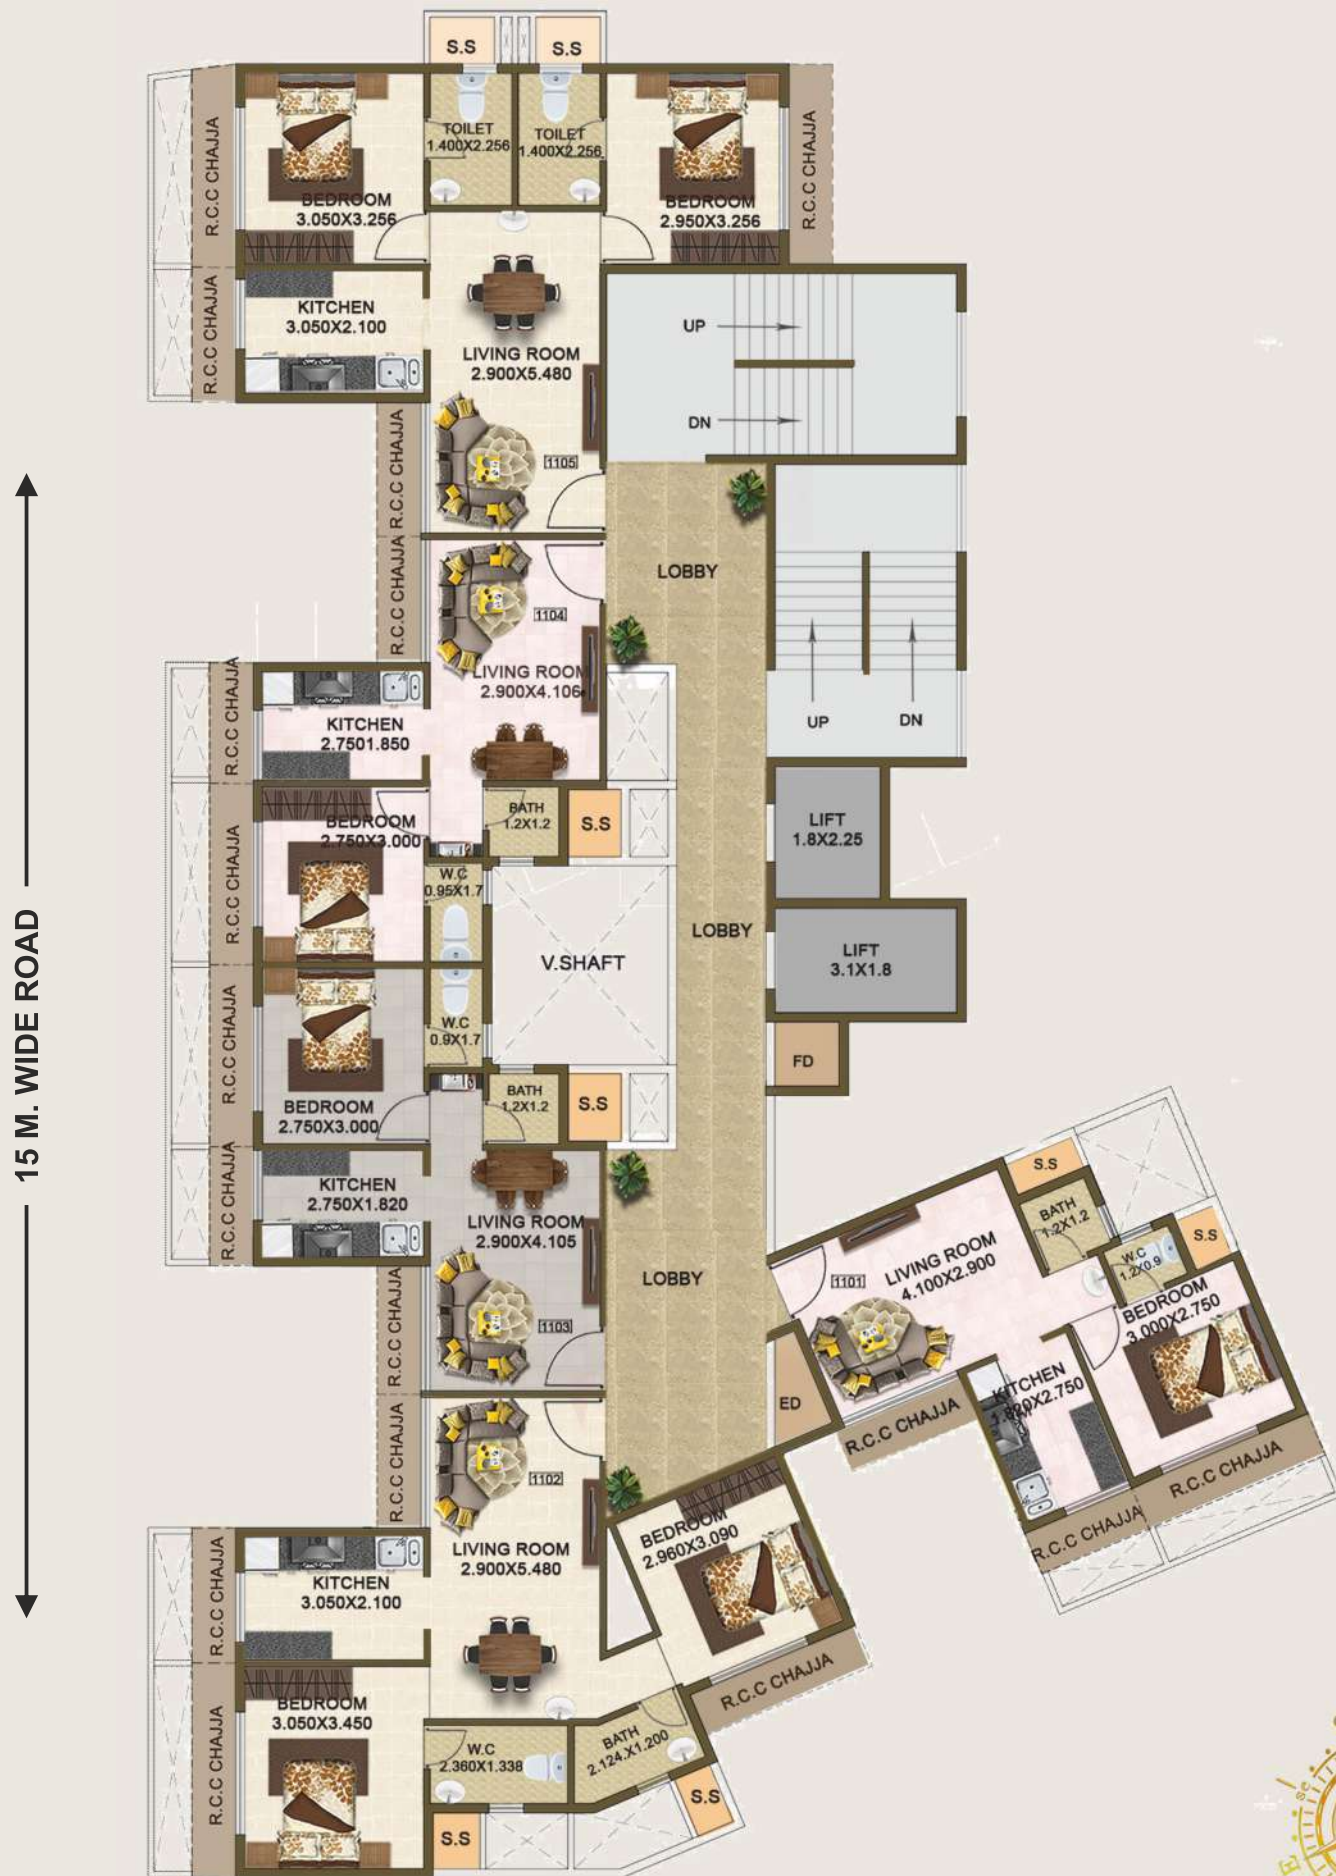 S.S
S.S
R.C.C CHAJJA
TOILET
1.400X2.256
TOILET
1.400X2.256
R.C.C CHAJJA
BEDROOM
3.050X3.256
BEDROOM
2.950X3.256
R.C.C CHAJJA
KITCHEN
3.050X2.100
UP
LIVING ROOM
2.900X5.480
DN
R.C.C CHAJJA
1105
15 M. WIDE ROAD
LOBBY
R.C.C CHAJJA
1104
LIVING ROOM
2.900X4.106
R.C.C CHAJJA
KITCHEN
2.7501.850
UP
DN
BATH
1.2X1.2
S.S
BEDROOM
2.750X3.000
LIFT
1.8X2.25
R.C.C CHAJJA
W.C
0.95X1.7
LOBBY
V.SHAFT
LIFT
3.1X1.8
R.C.C CHAJJA
W.C
0.9X1.7
FD
BATH
1.2X1.2
S.S
BEDROOM
2.750X3.000
R.C.C CHAJJA
KITCHEN
2.750X1.820
LIVING ROOM
2.900X4.105
LOBBY
1103
R.C.C CHAJJA
S.S
BATH
1.2X1.2
S.S
W.C
1.2X0.9
LIVING ROOM
4.100X2.900
1101
BEDROOM
3.000X2.750
KITCHEN
ED
R.C.C CHAJJA
R.C.C CHAJJA
R.C.C CHAJJA
R.C.C CHAJJA
1102
LIVING ROOM
2.900X5.480
BEDROOM
2.960X3.090
R.C.C CHAJJA
KITCHEN
3.050X2.100
R.C.C CHAJJA
BEDROOM
3.050X3.450
R.C.C CHAJJA
W.C
2.360X1.338
BATH
2.124.X1.200
S.S
S.S
se
E